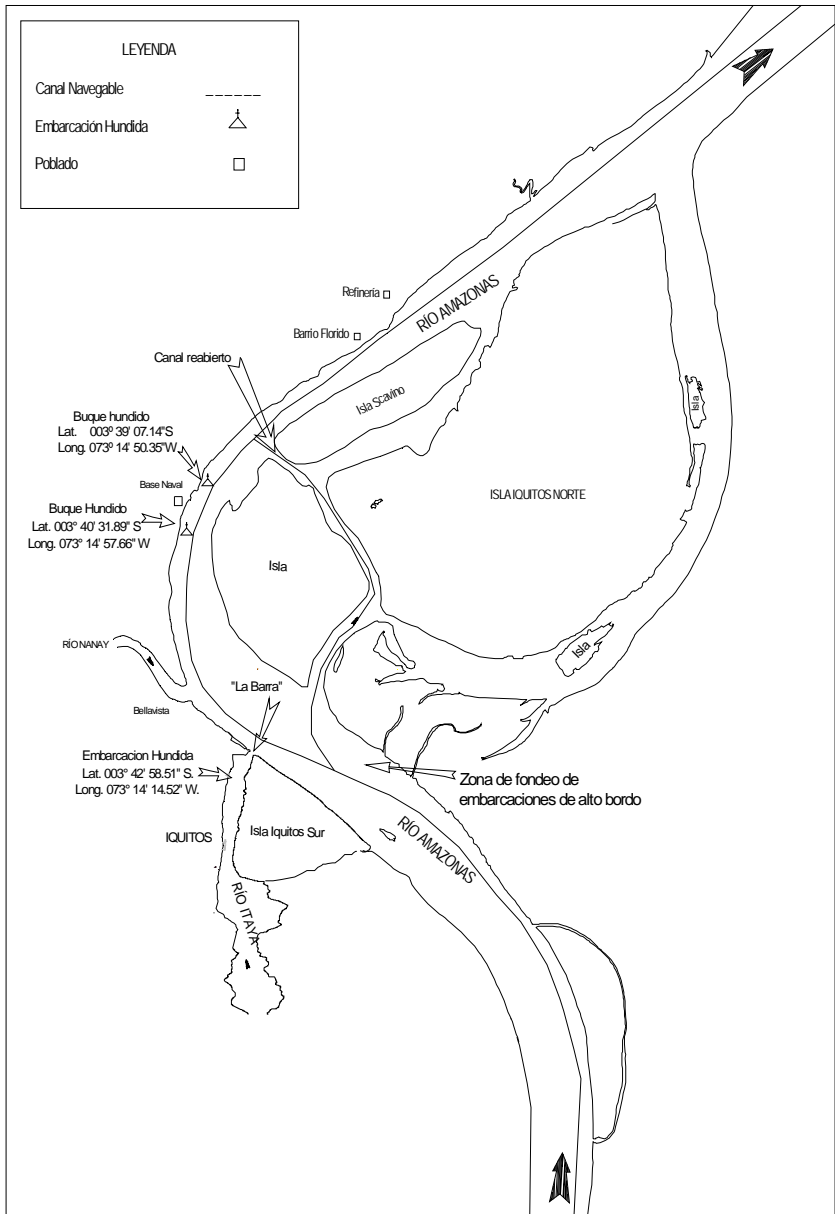 LEYENDA
Canal Navegable
Embarcación Hundida
Poblado
Refinería
RÍO AMAZONAS
Barrio Florido
Canal reabierto
Isla Scavino
Isla
Buque hundido
Lat. 003º 39' 07.14"S
Long. 073º 14' 50.35"W
Base Naval
ISLA IQUITOS NORTE
Buque Hundido
Lat. 003° 40' 31.89" S
Long. 073° 14' 57.66" W
Isla
RÍO NANAY
Isla
"La Barra"
Bellavista
Embarcacion Hundida
Lat. 003° 42' 58.51" S.
Long. 073° 14' 14.52" W.
Zona de fondeo de
embarcaciones de alto bordo
IQUITOS
Isla Iquitos Sur
RÍO AMAZONAS
RÍO ITAYA